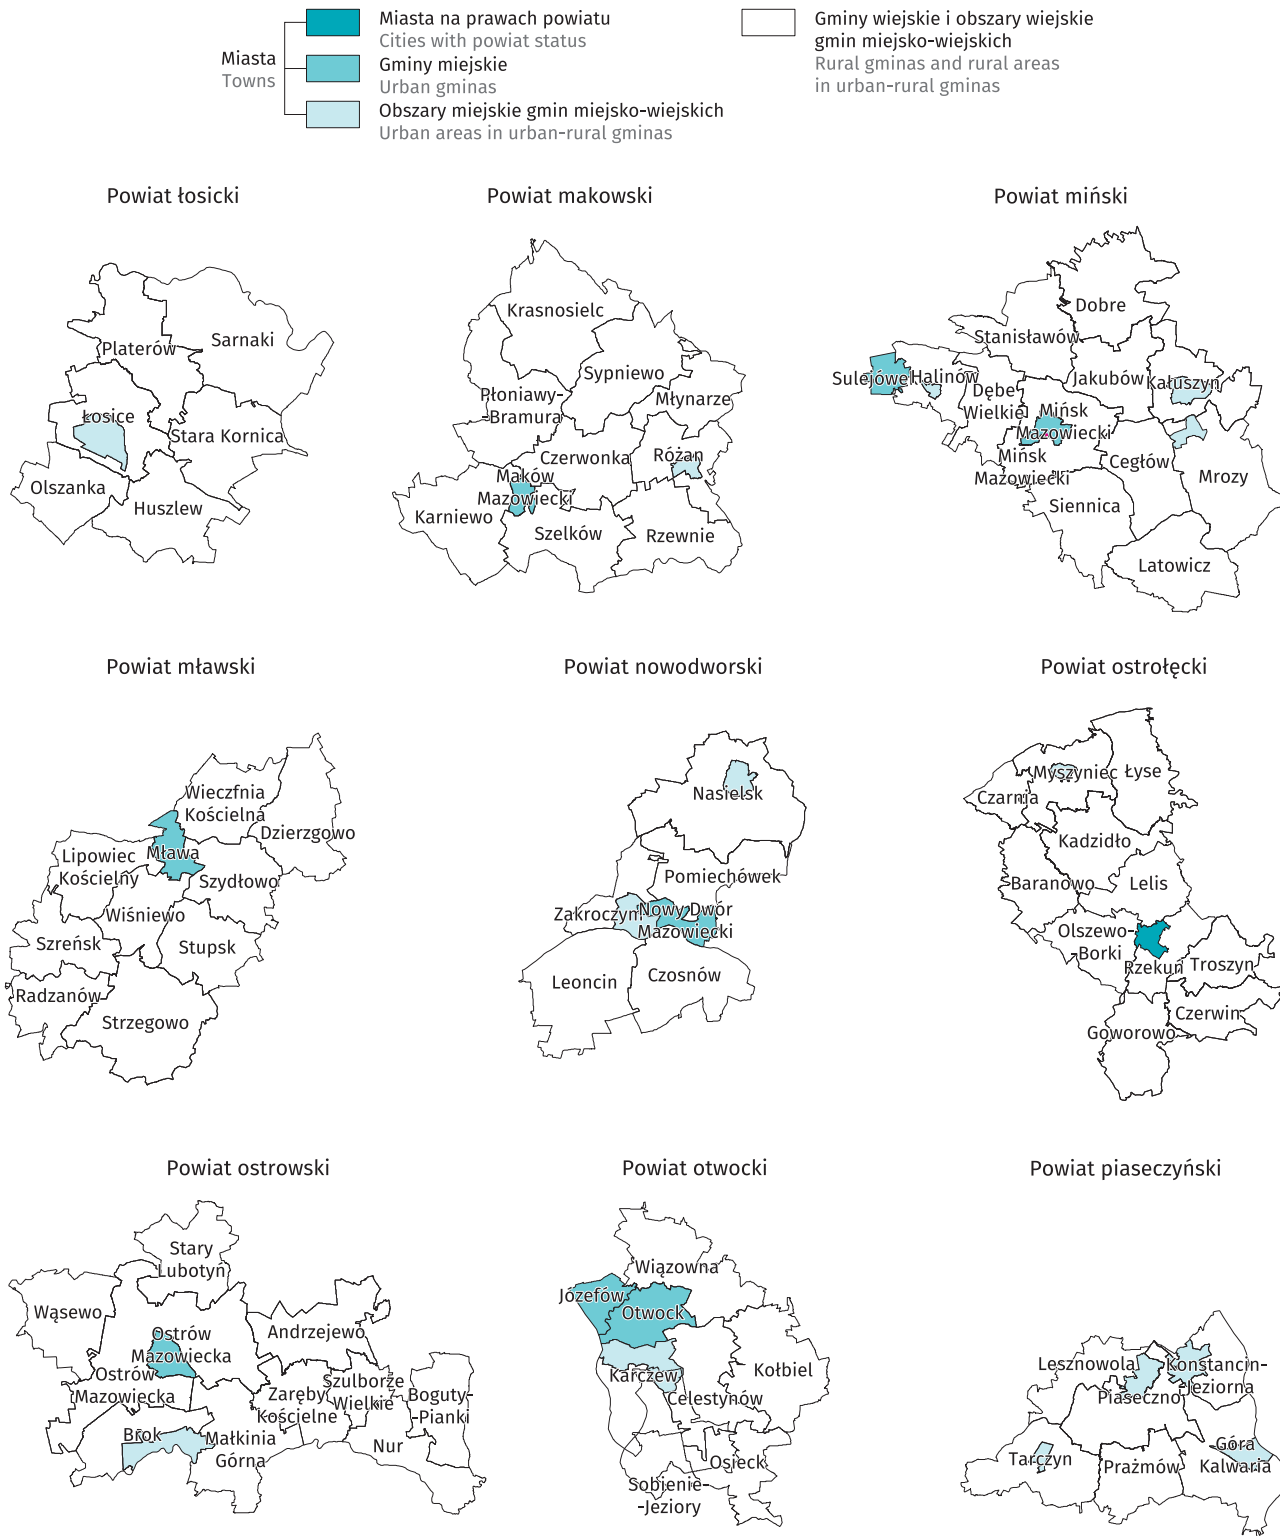 Miasta
Towns
Miasta na prawach powiatu
Cities with powiat status
Gminy miejskie
Urban gminas
Obszary miejskie gmin miejsko-wiejskich
Urban areas in urban-rural gminas
Gminy wiejskie i obszary wiejskie
gmin miejsko-wiejskich
Rural gminas and rural areas
in urban-rural gminas
Powiat łosicki
Platerów
Sarnaki
Łosice
Stara Kornica
Olszanka
Huszlew
Powiat makowski
Krasnosielc
Sypniewo
Płoniawy-
Bramura
Młynarze
Czerwonka
Różan
Maków
Mazowiecki
Karniewo
Szelków
Rzewnie
Powiat miński
Dobre
Stanisławów
Sulejówek
Halinów
Dębe
Wielkie
Jakubów
Kałuszyn
Mińsk
Mazowiecki
Mińsk
Mazowiecki
Cegłów
Mrozy
Siennica
Latowicz
Powiat mławski
Wieczfnia
Kościelna
Dzierzgowo
Lipowiec
Kościelny
Mława
Szydłowo
Wiśniewo
Szreńsk
Stupsk
Radzanów
Strzegowo
Powiat nowodworski
Nasielsk
Pomiechówek
Zakroczym
Nowy Dwór
Mazowiecki
Leoncin
Czosnów
Powiat ostrołęcki
Myszyniec
Łyse
Czarnia
Kadzidło
Baranowo
Lelis
Olszewo-
-Borki
Rzekuń
Troszyn
Czerwin
Goworowo
Powiat ostrowski
Stary
Lubotyń
Wąsewo
Ostrów
Mazowiecka
Andrzejewo
Ostrów
Mazowiecka
Zaręby
Kościelne
Szulborze
Wielkie
Boguty-
-Pianki
Brok
Małkinia
Górna
Nur
Powiat otwocki
Wiązowna
Józefów
Otwock
Karczew
Celestynów
Kołbiel
Osieck
Sobienie-
-Jeziory
Powiat piaseczyński
Lesznowola
Piaseczno
Konstancin-
-Jeziorna
Tarczyn
Prażmów
Góra
Kalwaria